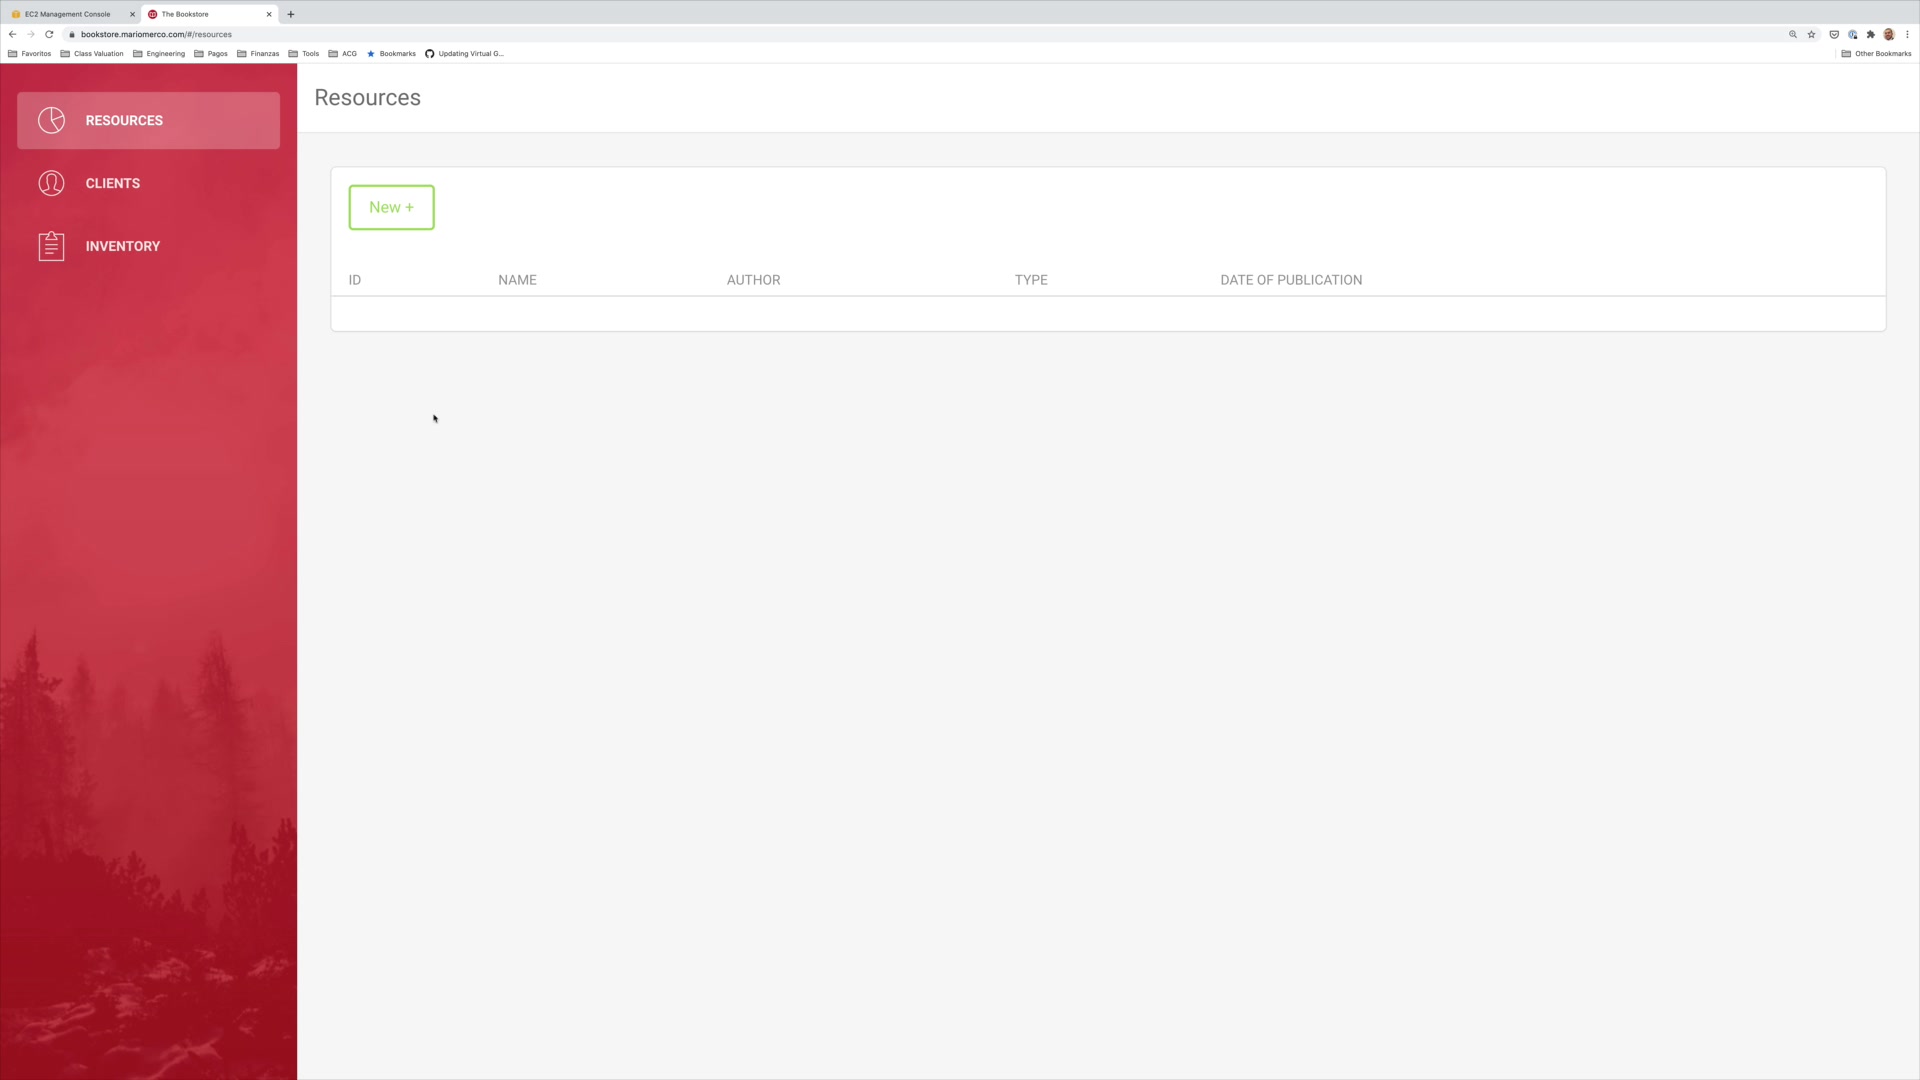 EC2 Management Console
The Bookstore
bookstore.mariomerco.com/#/resources
Favoritos
Class Valuation
Engineering
Pagos
Finanzas
Tools
ACG
Bookmarks
Updating Virtual G...
Other Bookmarks
RESOURCES
CLIENTS
INVENTORY
Resources
New +
ID NAME AUTHOR TYPE DATE OF PUBLICATION